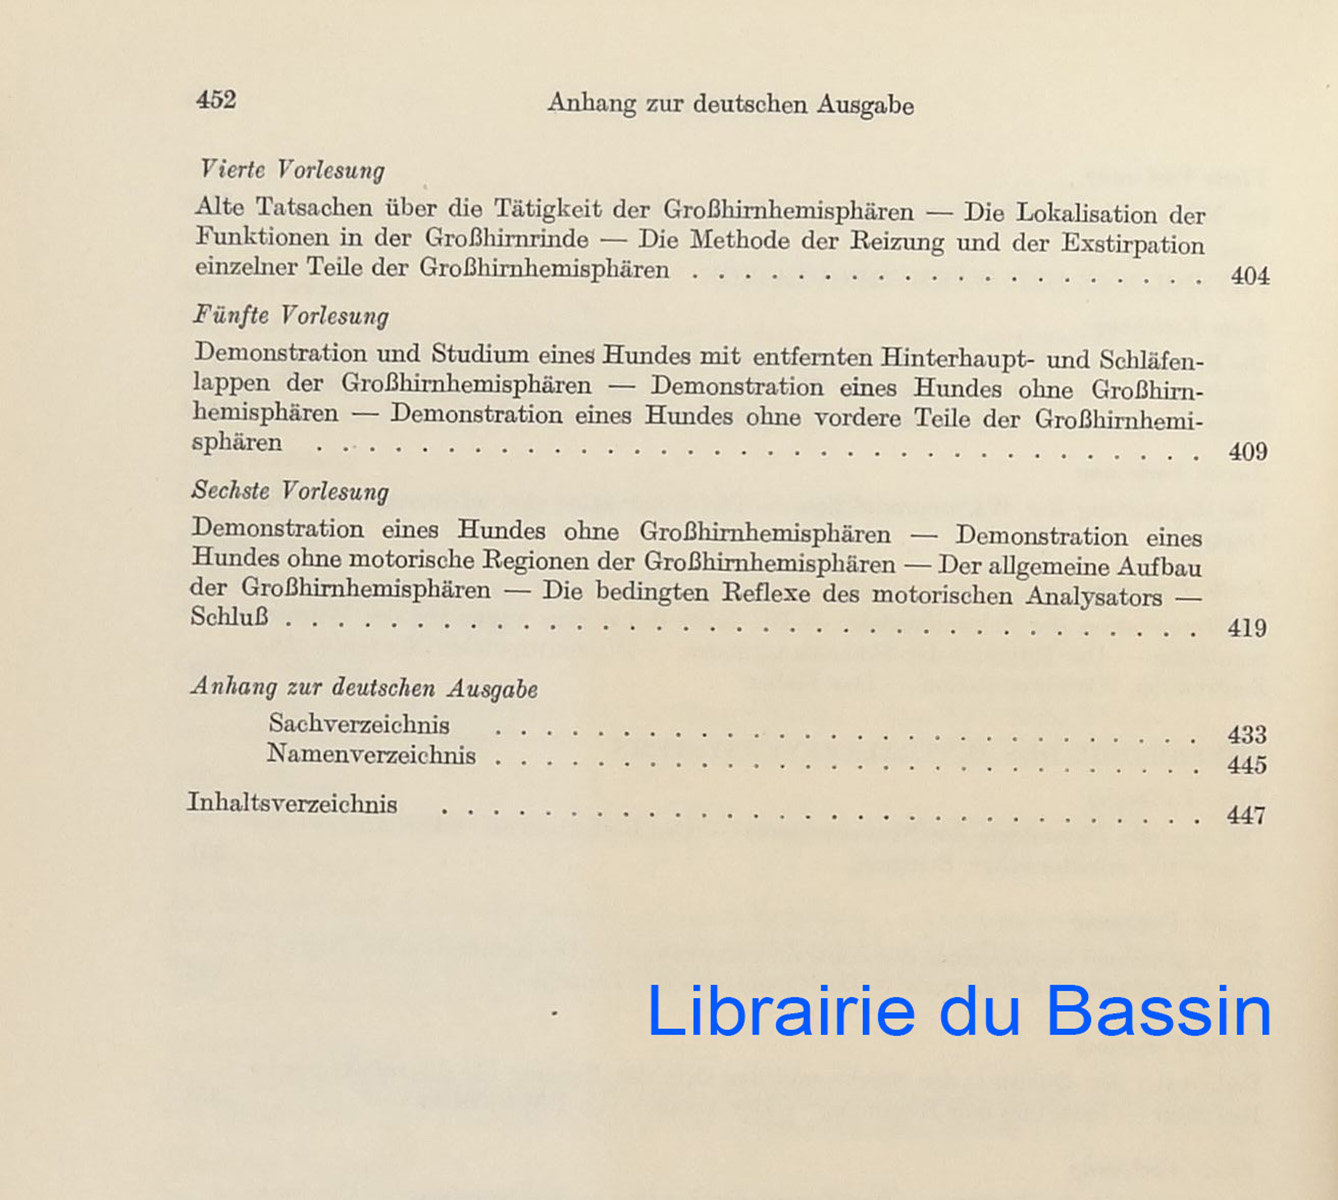 452 Anhang zur deutschen Ausgabe
Vierte Vorlesung
Alte Tatsachen über die Tätigkeit der Großhirnhemisphären — Die Lokalisation der
Funktionen in der Großhirnrinde — Die Methode der Reizung und der Exstirpation
einzelner Teile der Großhirnhemisphären . . . . . . . . . . . . . . . . . . . . 404
Fünfte Vorlesung
Demonstration und Studium eines Hundes mit entfernten Hinterhaupt- und Schläfen-
lappen der Großhirnhemisphären — Demonstration eines Hundes ohne Großhirn-
hemisphären — Demonstration eines Hundes ohne vordere Teile der Großhirnhemi-
sphären . . . . . . . . . . . . . . . . . . . . . . . . . . . . . . . . . . 409
Sechste Vorlesung
Demonstration eines Hundes ohne Großhirnhemisphären — Demonstration eines
Hundes ohne motorische Regionen der Großhirnhemisphären — Der allgemeine Aufbau
der Großhirnhemisphären — Die bedingten Reflexe des motorischen Analysators —
Schluß . . . . . . . . . . . . . . . . . . . . . . . . . . . . . . . . . . . 419
Anhang zur deutschen Ausgabe
Sachverzeichnis . . . . . . . . . . . . . . . . . . . . . . . . . . . . 433
Namenverzeichnis . . . . . . . . . . . . . . . . . . . . . . . . . . . . 445
Inhaltsverzeichnis . . . . . . . . . . . . . . . . . . . . . . . . . . . . . . 447
Librairie du Bassin